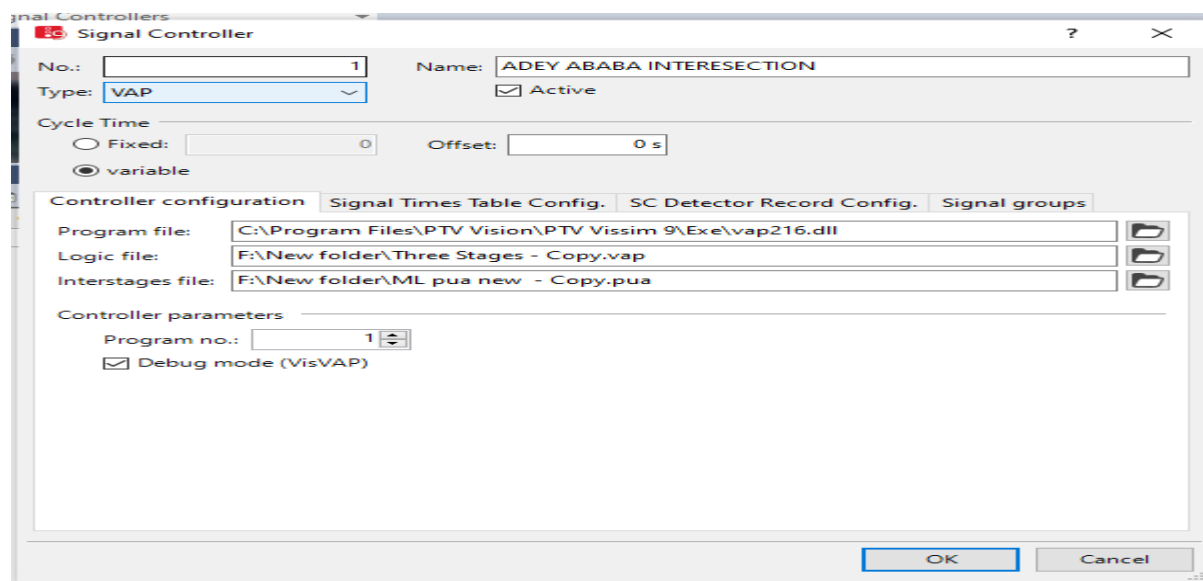 gnal Controllers
SC Signal Controller ? ×
No.: 1 Name: ADEY ABABA INTERESECTION
Type: VAP Active
Cycle Time
Fixed: 0 Offset: 0 s
variable
Controller configuration Signal Times Table Config. SC Detector Record Config. Signal groups
Program file: C:\Program Files\PTV Vision\PTV Vissim 9\Exe\vap216.dll
Logic file: F:\New folder\Three Stages - Copy.vap
Interstages file: F:\New folder\ML pua new  - Copy.pua
Controller parameters
Program no.: 1
Debug mode (VisVAP)
OK Cancel